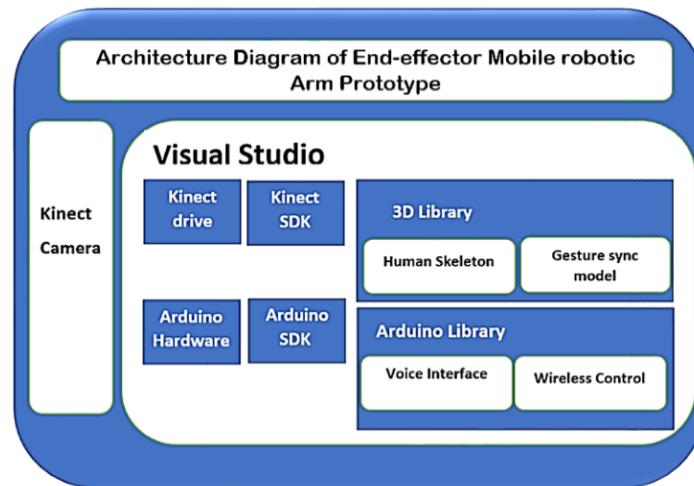 Architecture Diagram of End-effector Mobile robotic
Arm Prototype
Kinect
Camera
Visual Studio
Kinect
drive
Kinect
SDK
3D Library
Human Skeleton
Gesture sync
model
Arduino
Hardware
Arduino
SDK
Arduino Library
Voice Interface
Wireless Control